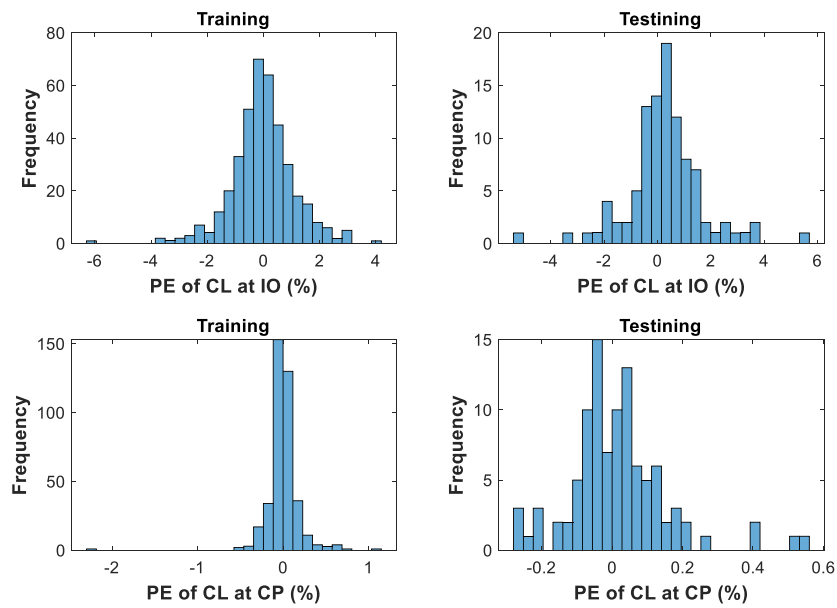 Training
80
60
40
20
0
Frequency
-6 -4 -2 0 2 4
PE of CL at IO (%)
Testining
20
15
10
5
0
Frequency
-4 -2 0 2 4 6
PE of CL at IO (%)
Training
150
100
50
0
Frequency
-2 -1 0 1
PE of CL at CP (%)
Testining
15
10
5
0
Frequency
-0.2 0 0.2 0.4 0.6
PE of CL at CP (%)